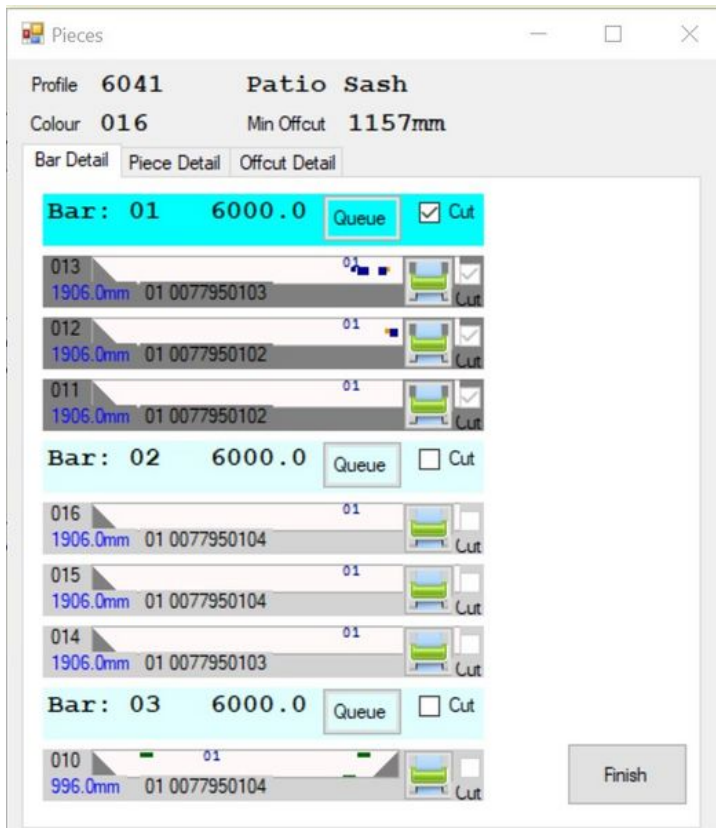 Pieces
Profile 6041 Patio Sash
Colour 016 Min Offcut 1157mm
Bar Detail Piece Detail Offcut Detail
Bar: 01 6000.0 Queue Cut
013 01
1906.0mm 01 0077950103 Cut
012 01
1906.0mm 01 0077950102 Cut
011 01
1906.0mm 01 0077950102 Cut
Bar: 02 6000.0 Queue Cut
016 01
1906.0mm 01 0077950104 Cut
015 01
1906.0mm 01 0077950104 Cut
014 01
1906.0mm 01 0077950103 Cut
Bar: 03 6000.0 Queue Cut
010 01
996.0mm 01 0077950104 Cut
Finish